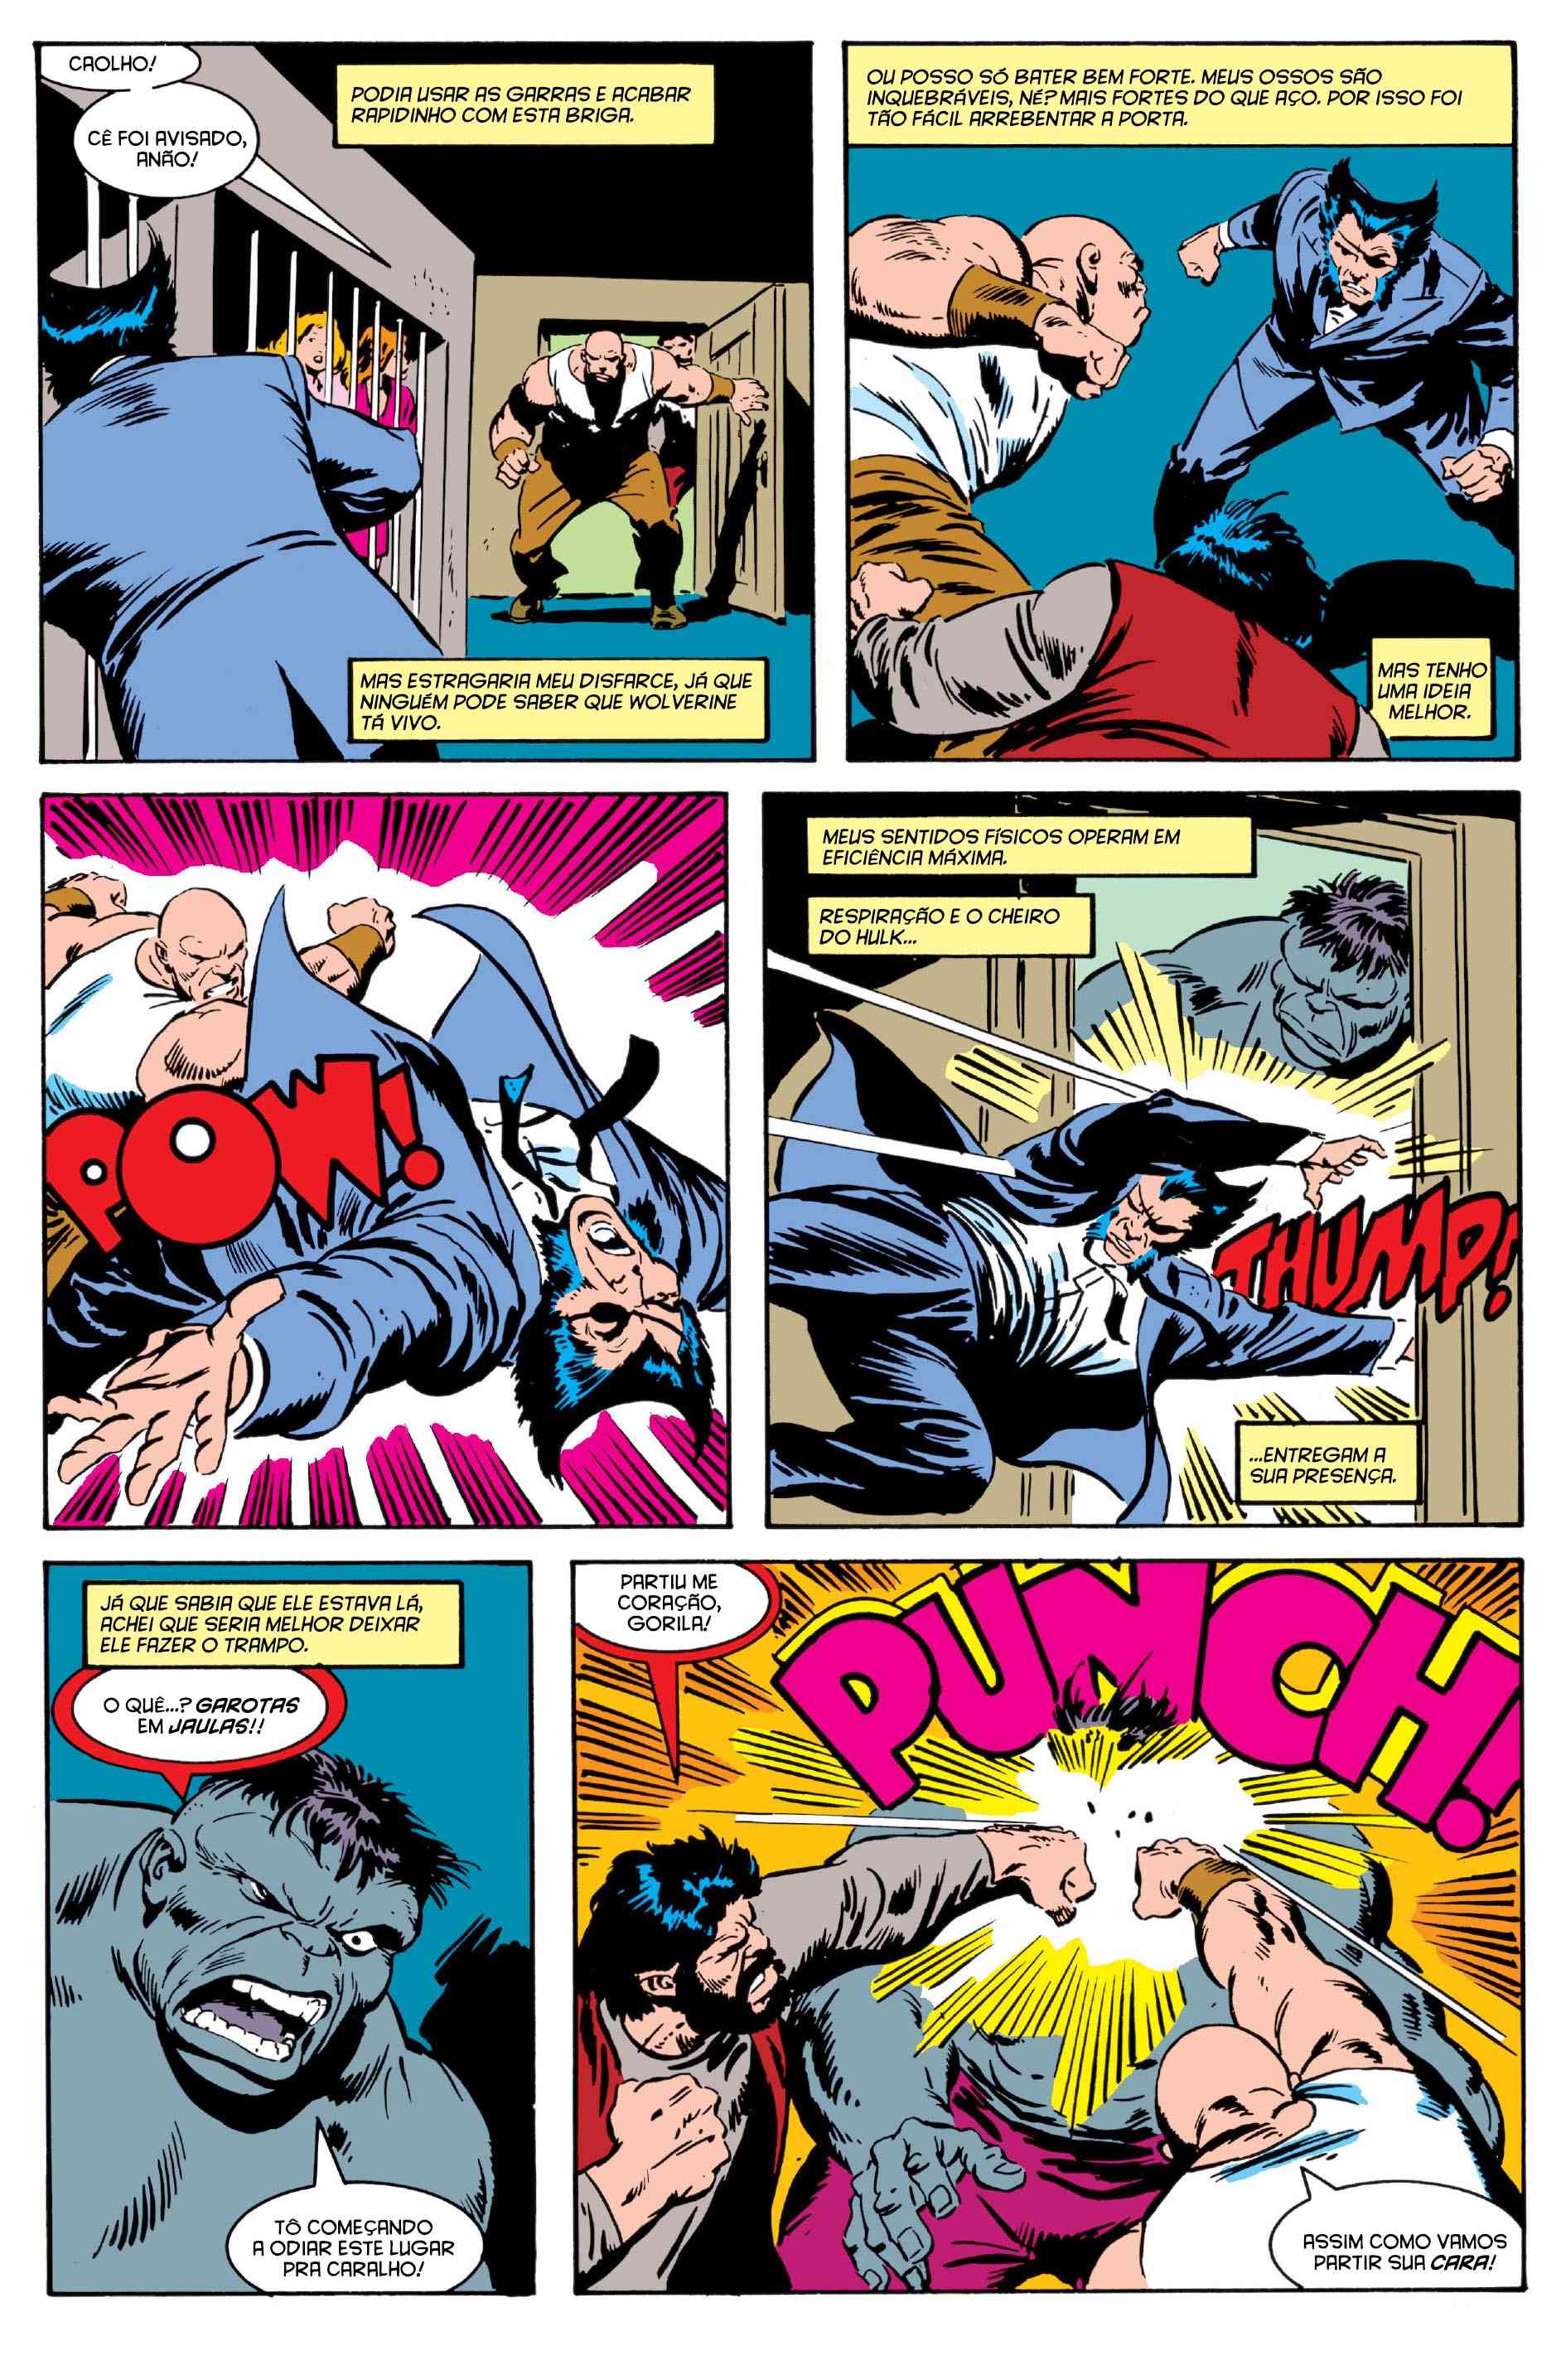 CAOLHO!
CÊ FOI AVISADO,
ANÃO!
PODIA USAR AS GARRAS E ACABAR
RAPIDINHO COM ESTA BRIGA.
MAS ESTRAGARIA MEU DISFARCE, JÁ QUE
NINGUÉM PODE SABER QUE WOLVERINE
TÁ VIVO.
OU POSSO SÓ BATER BEM FORTE. MEUS OSSOS SÃO
INQUEBRÁVEIS, NÉ? MAIS FORTES DO QUE AÇO. POR ISSO FOI
TÃO FÁCIL ARREBENTAR A PORTA.
MAS TENHO
UMA IDEIA
MELHOR.
POW!
MEUS SENTIDOS FÍSICOS OPERAM EM
EFICIÊNCIA MÁXIMA.
RESPIRAÇÃO E O CHEIRO
DO HULK...
THUMP!
...ENTREGAM A
SUA PRESENÇA.
JÁ QUE SABIA QUE ELE ESTAVA LÁ,
ACHEI QUE SERIA MELHOR DEIXAR
ELE FAZER O TRAMPO.
O QUÊ...? GAROTAS
EM JAULAS!!
TÔ COMEÇANDO
A ODIAR ESTE LUGAR
PRA CARALHO!
PARTIU ME
CORAÇÃO,
GORILA!
PUNCH!
ASSIM COMO VAMOS
PARTIR SUA CARA!